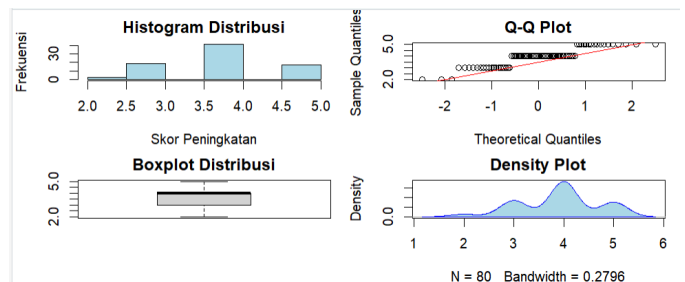 Histogram Distribusi
Frekuensi
30
0
2.0 2.5 3.0 3.5 4.0 4.5 5.0
Skor Peningkatan
Q-Q Plot
Sample Quantiles
5.0
2.0
-2 -1 0 1 2
Theoretical Quantiles
Boxplot Distribusi
5.0
2.0
Density Plot
Density
0.0
1 2 3 4 5 6
N = 80 Bandwidth = 0.2796